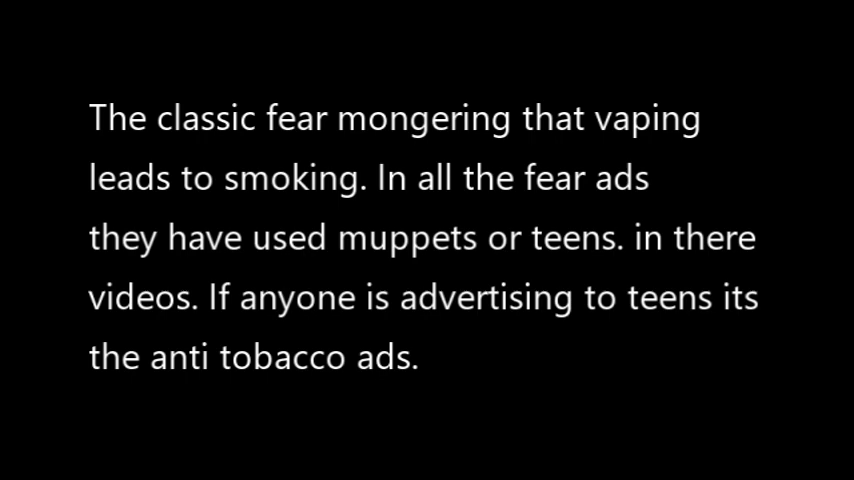 The classic fear mongering that vaping
leads to smoking. In all the fear ads
they have used muppets or teens. in there
videos. If anyone is advertising to teens its
the anti tobacco ads.